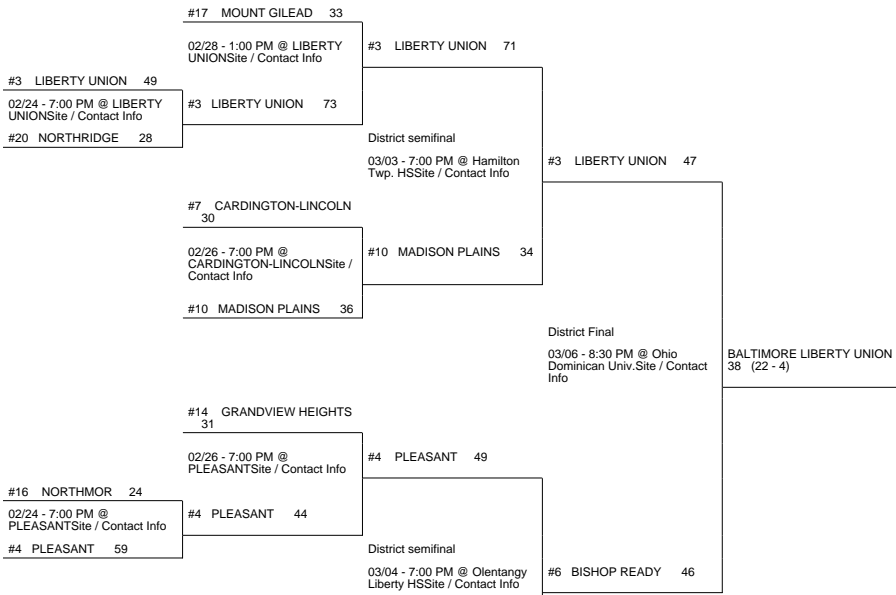 #17 MOUNT GILEAD 33
02/28 - 1:00 PM @ LIBERTY
UNIONSite / Contact Info
#3 LIBERTY UNION 71
#3 LIBERTY UNION 49
02/24 - 7:00 PM @ LIBERTY
UNIONSite / Contact Info
#3 LIBERTY UNION 73
#20 NORTHRIDGE 28
District semifinal
03/03 - 7:00 PM @ Hamilton
Twp. HSSite / Contact Info
#3 LIBERTY UNION 47
#7 CARDINGTON-LINCOLN
30
02/26 - 7:00 PM @
CARDINGTON-LINCOLNSite /
Contact Info
#10 MADISON PLAINS 34
#10 MADISON PLAINS 36
District Final
03/06 - 8:30 PM @ Ohio
Dominican Univ.Site / Contact
Info
BALTIMORE LIBERTY UNION
38 (22 - 4)
#14 GRANDVIEW HEIGHTS
31
02/26 - 7:00 PM @
PLEASANTSite / Contact Info
#4 PLEASANT 49
#16 NORTHMOR 24
02/24 - 7:00 PM @
PLEASANTSite / Contact Info
#4 PLEASANT 44
#4 PLEASANT 59
District semifinal
03/04 - 7:00 PM @ Olentangy
Liberty HSSite / Contact Info
#6 BISHOP READY 46